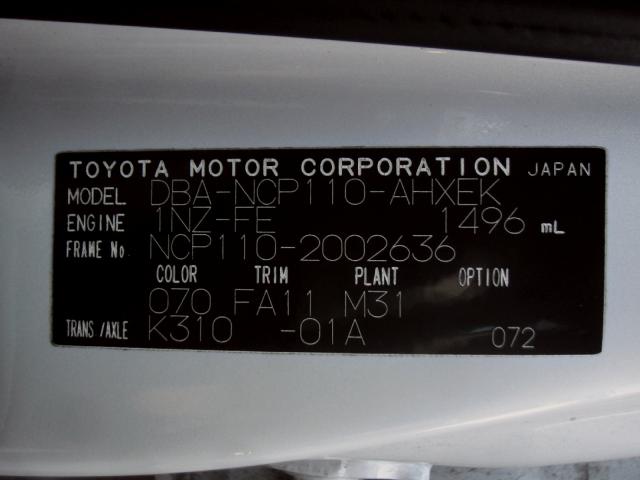 TOYOTA MOTOR CORPORATION JAPAN
MODEL DBA-NCP110-AHXEK
ENGINE 1NZ-FE 1496 mL
FRAME No. NCP110-2002636
COLOR TRIM PLANT OPTION
070 FA11 M31
TRANS/AXLE K310 -01A 072